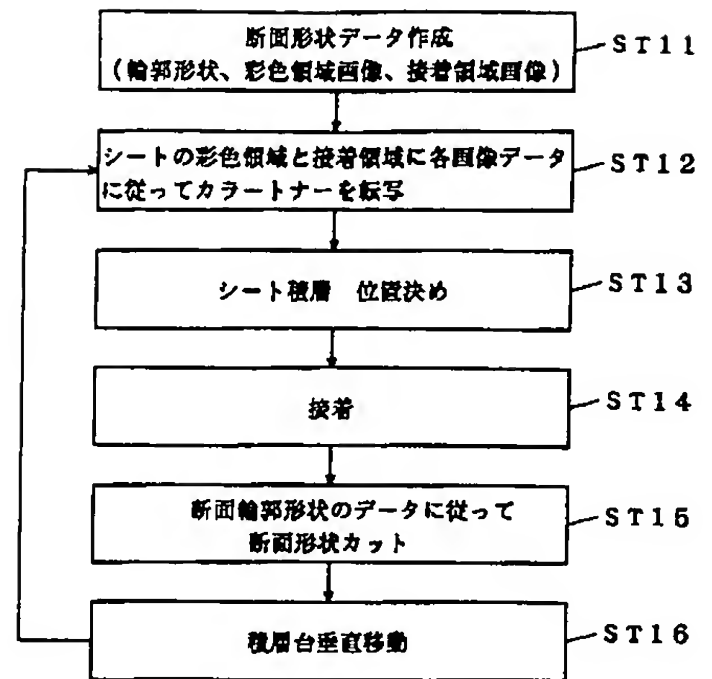 断面形状データ作成
(輪郭形状、彩色領域画像、接着領域画像)
ST11
シートの彩色領域と接着領域に各画像データ
に従ってカラートナーを転写
ST12
シート積層 位置決め
ST13
接着
ST14
断面輪郭形状のデータに従って
断面形状カット
ST15
積層台垂直移動
ST16